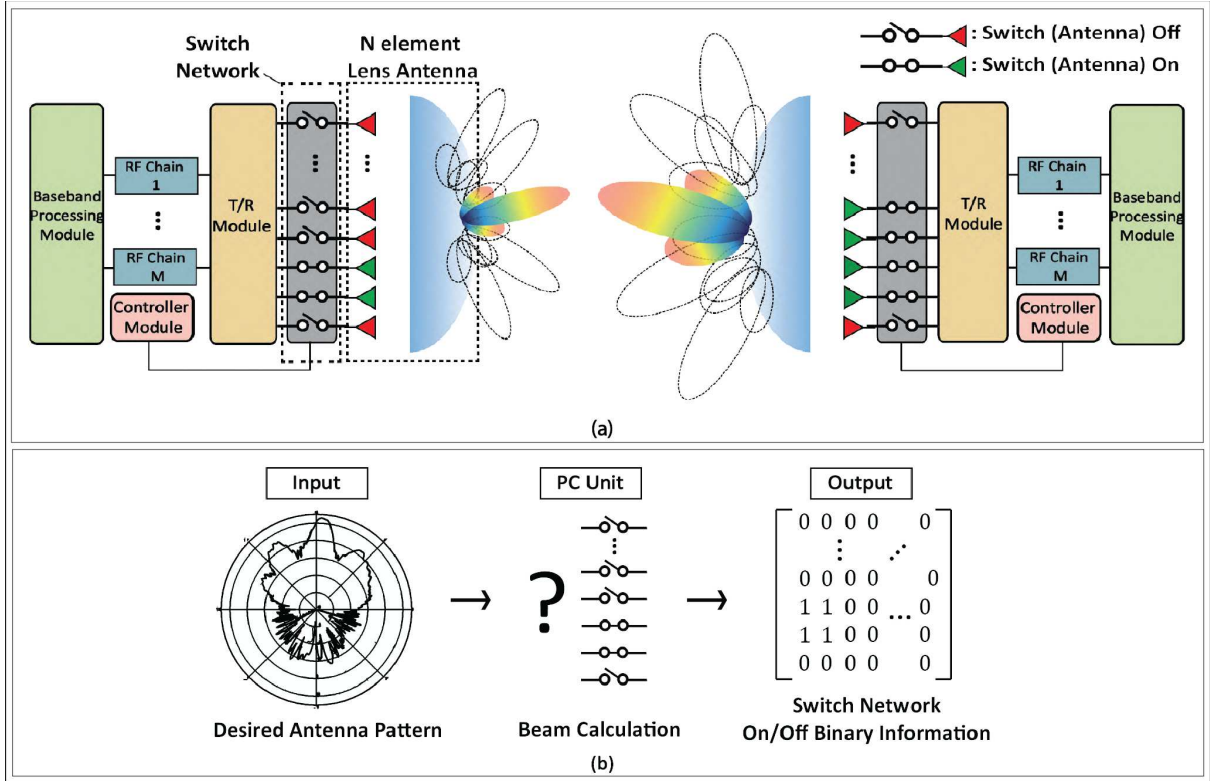 Switch
Network
N element
Lens Antenna
: Switch (Antenna) Off
: Switch (Antenna) On
Baseband
Processing
Module
RF Chain
1
RF Chain
M
Controller
Module
T/R
Module
T/R
Module
RF Chain
1
RF Chain
M
Controller
Module
Baseband
Processing
Module
(a)
Input
PC Unit
Output
?
0 0 0 0 0
0 0 0 0 0
1 1 0 0 ... 0
1 1 0 0 0
0 0 0 0 0
Desired Antenna Pattern
Beam Calculation
Switch Network
On/Off Binary Information
(b)